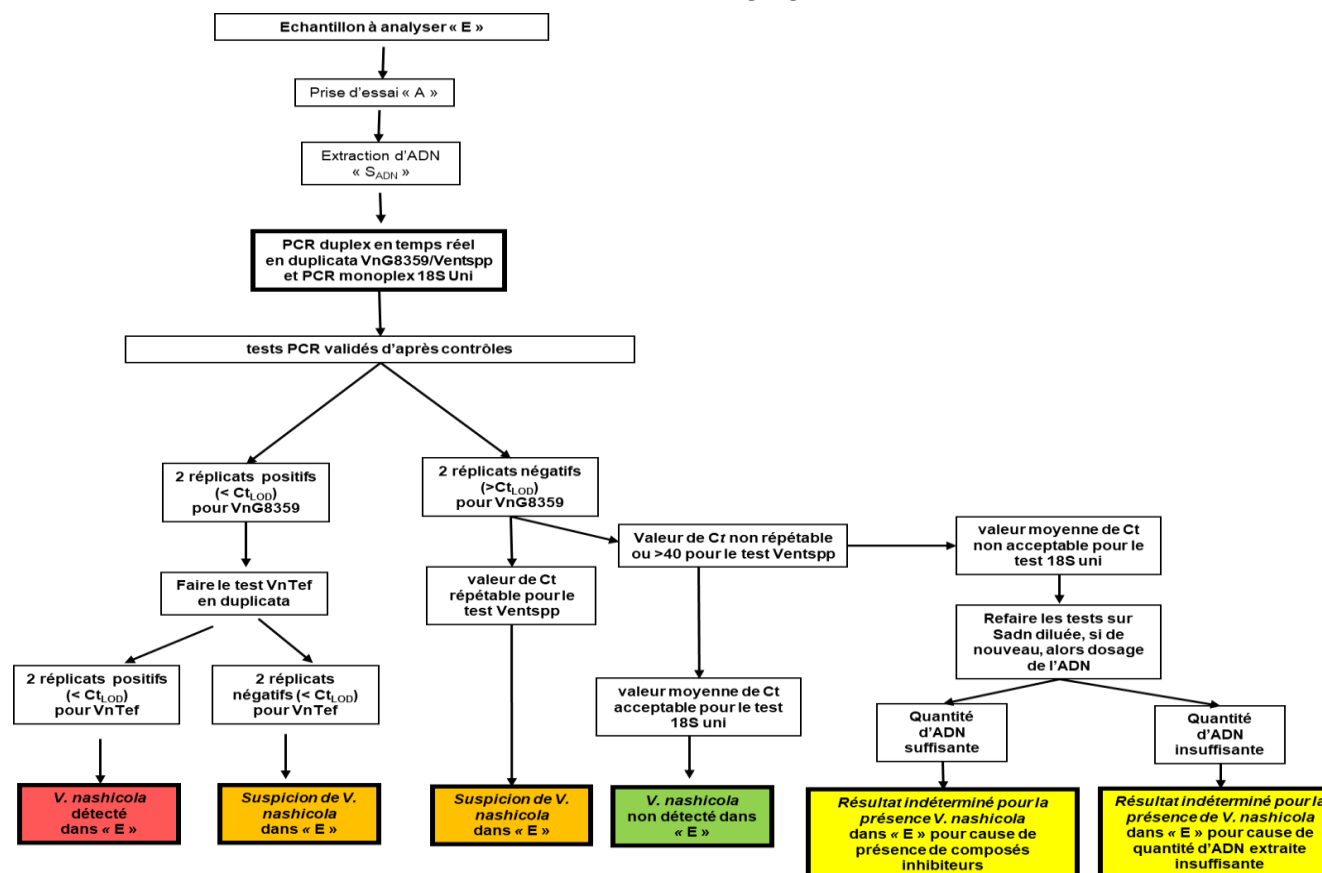 Echantillon à analyser « E »
Prise d'essai « A »
Extraction d'ADN
« SADN »
PCR duplex en temps réel
en duplicata VnG8359/Ventspp
et PCR monoplex 18S Uni
tests PCR validés d'après contrôles
2 réplicats positifs
(< CtLOD)
pour VnG8359
2 réplicats négatifs
(>CtLOD)
pour VnG8359
Valeur de Ct non répétable
ou >40 pour le test Ventspp
valeur moyenne de Ct
non acceptable pour le
test 18S uni
Faire le test VnTef
en duplicata
valeur de Ct
répétable pour le
test Ventspp
Refaire les tests sur
Sadn diluée, si de
nouveau, alors dosage
de l'ADN
2 réplicats positifs
(< CtLOD)
pour VnTef
2 réplicats
négatifs (< CtLOD)
pour VnTef
valeur moyenne de Ct
acceptable pour le test
18S uni
Quantité
d'ADN
suffisante
Quantité
d'ADN
insuffisante
V. nashicola
détecté
dans « E »
Suspicion de V.
nashicola
dans « E »
Suspicion de V.
nashicola
dans « E »
V. nashicola
non détecté dans
« E »
Résultat indéterminé pour la
présence V. nashicola
dans « E » pour cause de
présence de composés
inhibiteurs
Résultat indéterminé pour la
présence de V. nashicola
dans « E » pour cause de
quantité d'ADN extraite
insuffisante